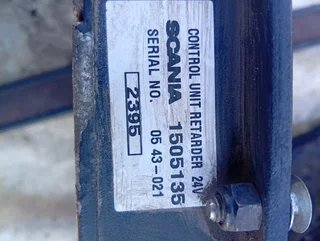 CONTROL UNIT RETARDER 24V
SCANIA 1505135
SERIAL NO. 05 43-021
2395